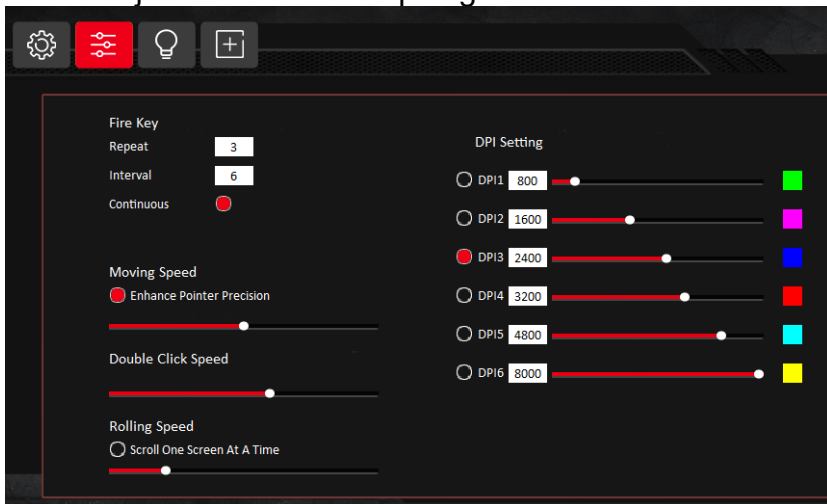 Fire Key
Repeat 3
Interval 6
Continuous
Moving Speed
Enhance Pointer Precision
Double Click Speed
Rolling Speed
Scroll One Screen At A Time
DPI Setting
DPI1 800
DPI2 1600
DPI3 2400
DPI4 3200
DPI5 4800
DPI6 8000